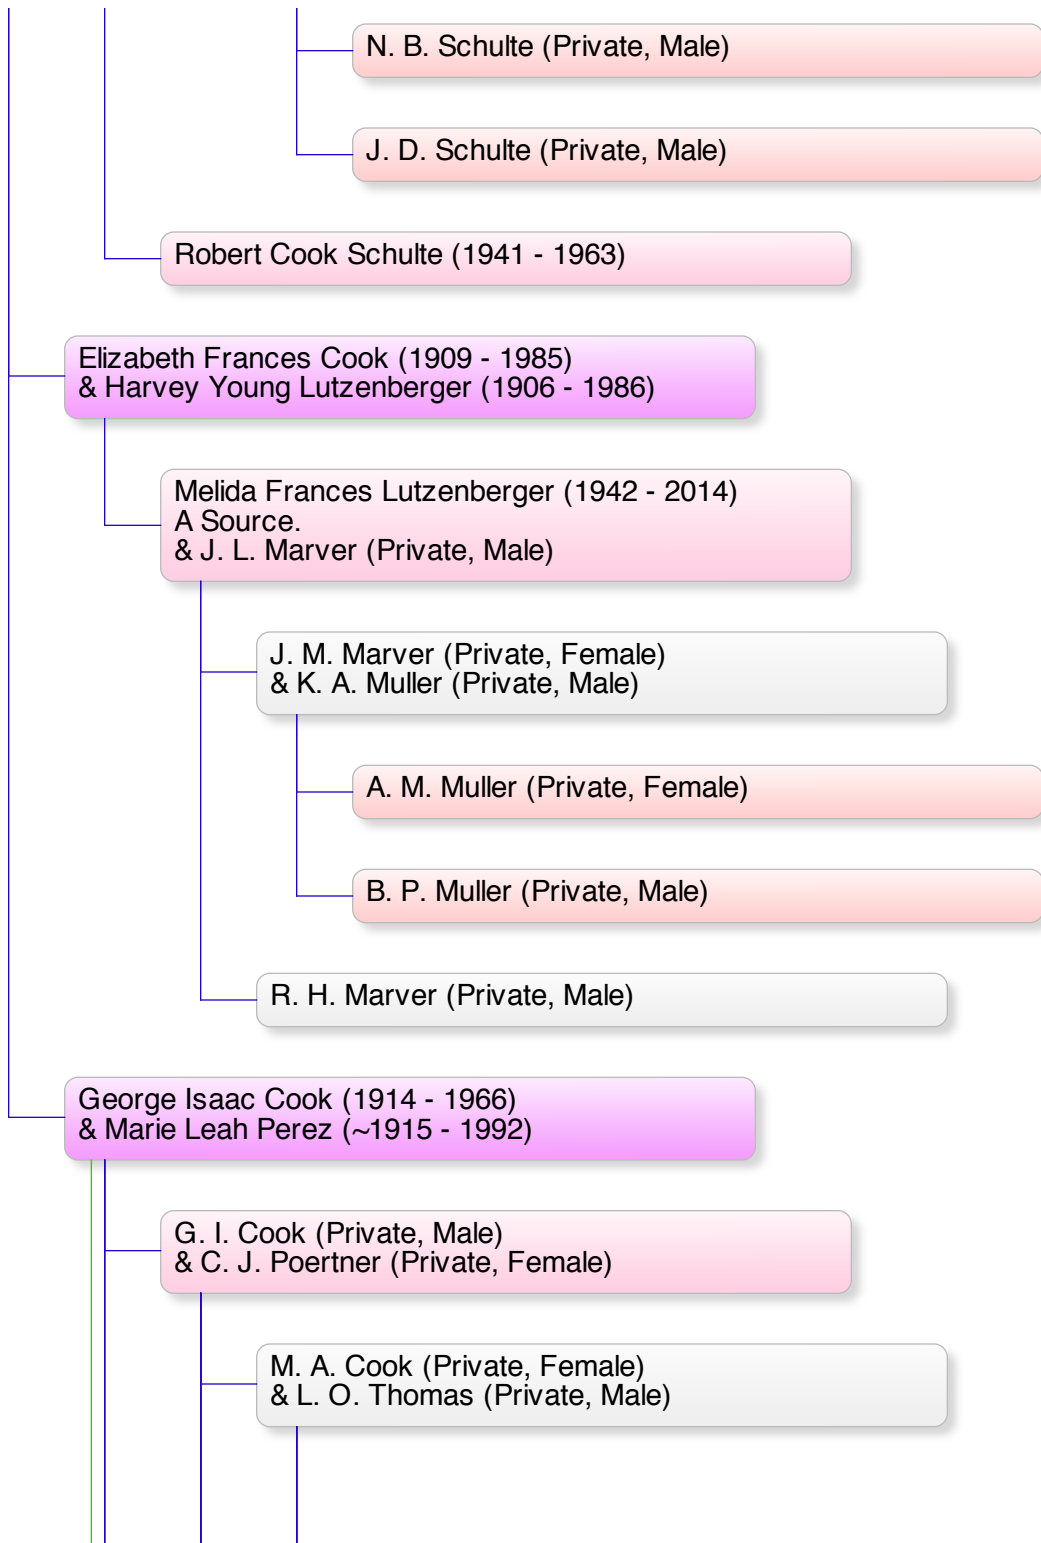 N. B. Schulte (Private, Male)
J. D. Schulte (Private, Male)
Robert Cook Schulte (1941 - 1963)
Elizabeth Frances Cook (1909 - 1985)
& Harvey Young Lutzenberger (1906 - 1986)
Melida Frances Lutzenberger (1942 - 2014)
A Source.
& J. L. Marver (Private, Male)
J. M. Marver (Private, Female)
& K. A. Muller (Private, Male)
A. M. Muller (Private, Female)
B. P. Muller (Private, Male)
R. H. Marver (Private, Male)
George Isaac Cook (1914 - 1966)
& Marie Leah Perez (~1915 - 1992)
G. I. Cook (Private, Male)
& C. J. Poertner (Private, Female)
M. A. Cook (Private, Female)
& L. O. Thomas (Private, Male)